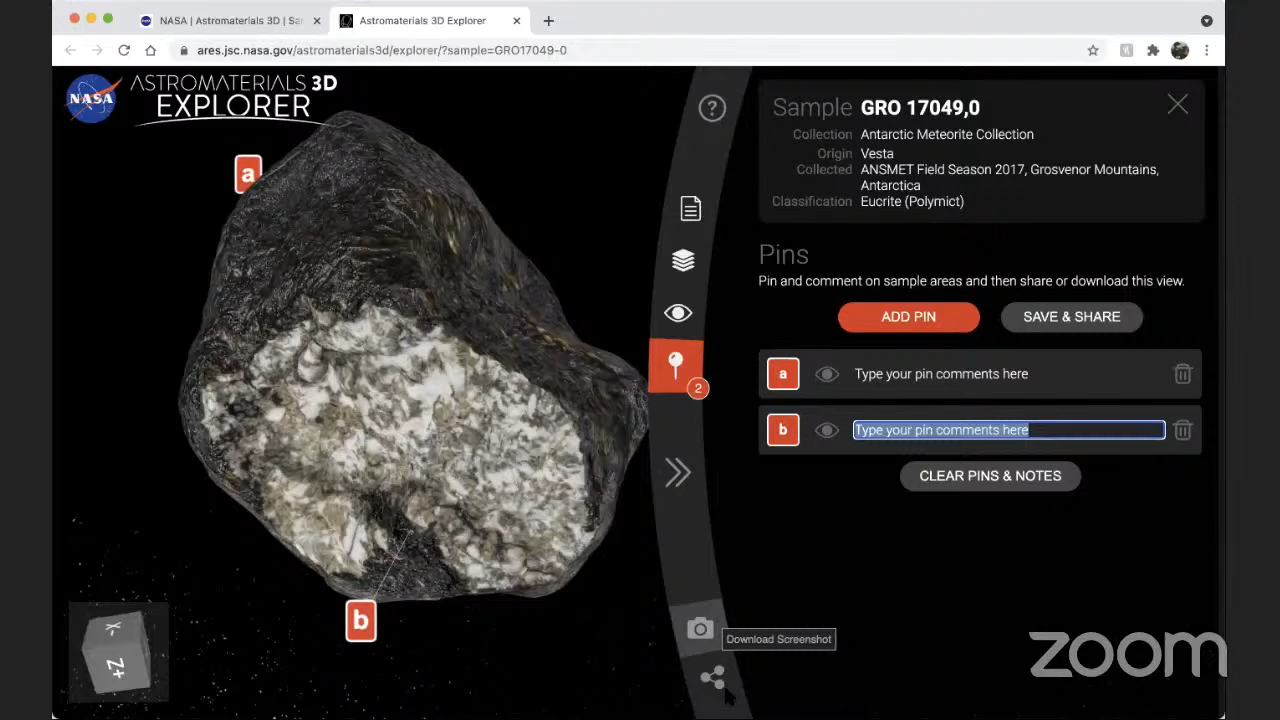 NASA | Astromaterials 3D | Sar
Astromaterials 3D Explorer
ares.jsc.nasa.gov/astromaterials3d/explorer/?sample=GRO17049-0
NASA
ASTROMATERIALS 3D
EXPLORER
a
b
X-
Z+
?
2
Download Screenshot
Sample GRO 17049,0
Collection Antarctic Meteorite Collection
Origin Vesta
Collected ANSMET Field Season 2017, Grosvenor Mountains,
Antarctica
Classification Eucrite (Polymict)
Pins
Pin and comment on sample areas and then share or download this view.
ADD PIN SAVE & SHARE
a Type your pin comments here
b Type your pin comments here
CLEAR PINS & NOTES
zoom